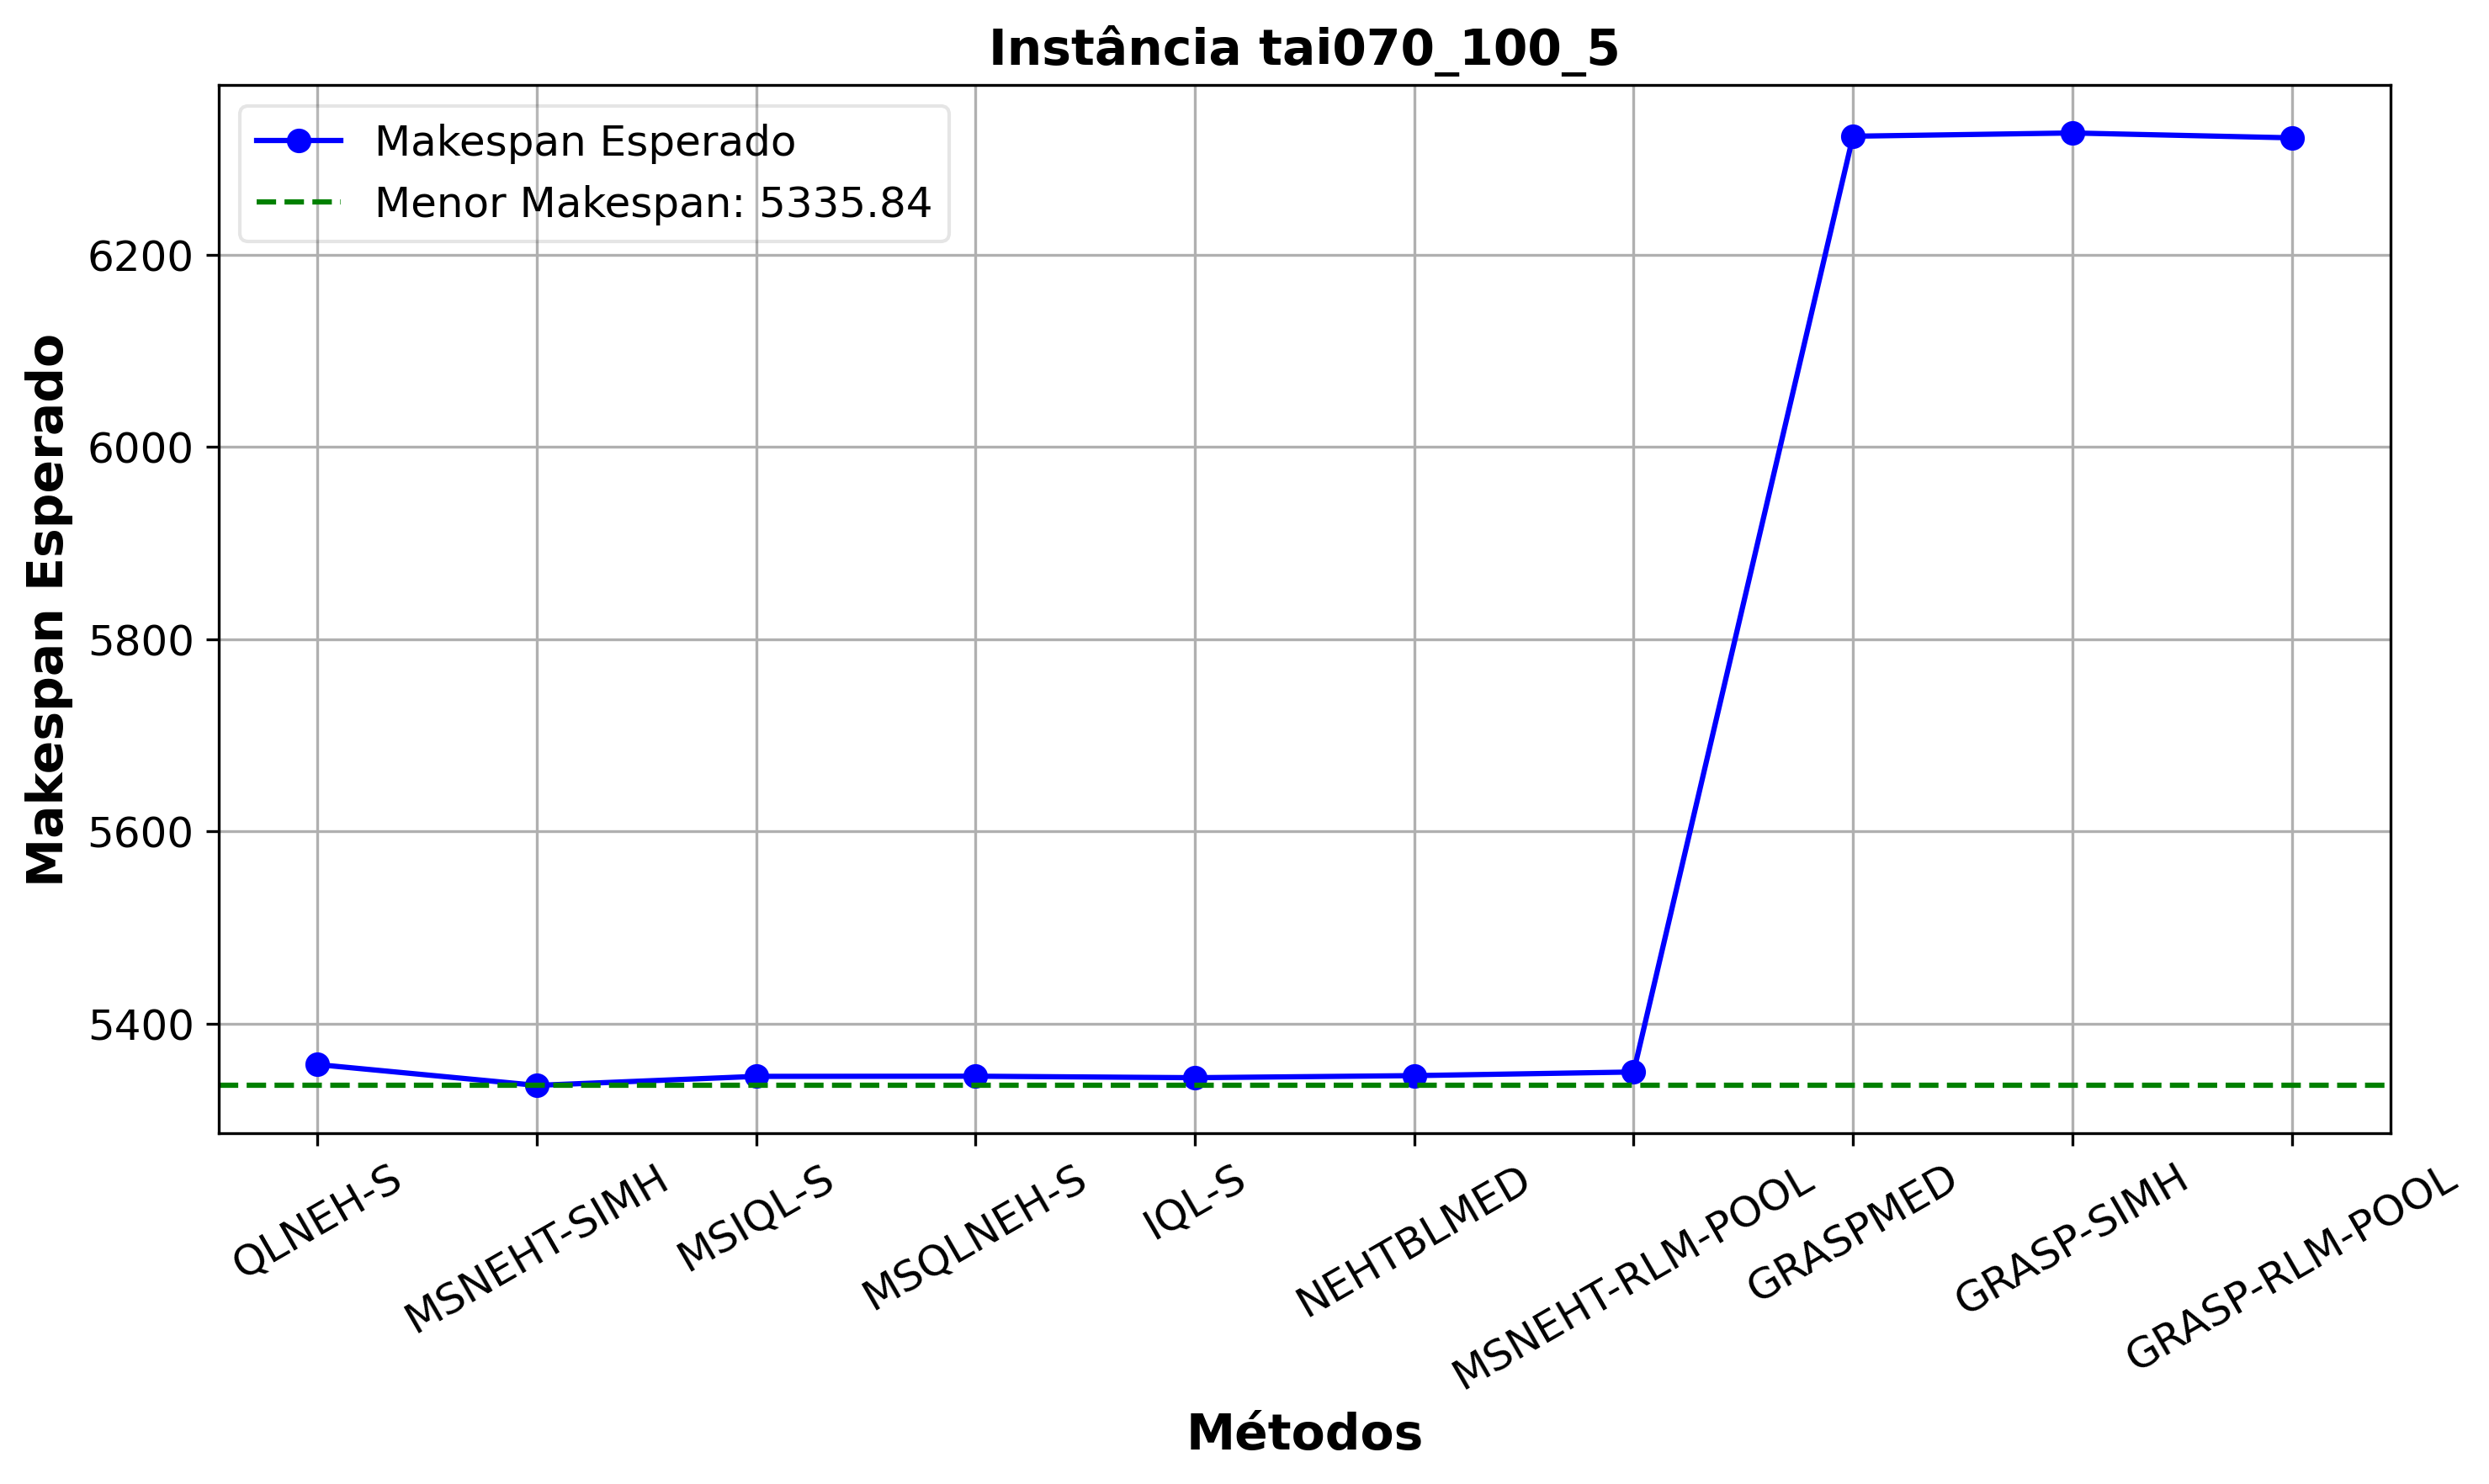 Instância tai070_100_5
Makespan Esperado
Menor Makespan: 5335.84
Makespan Esperado
6200
6000
5800
5600
5400
QLNEH-S
MSNEHT-SIMH
MSIQL-S
MSQLNEH-S
IQL-S
NEHTBLMED
MSNEHT-RLM-POOL
GRASPMED
GRASP-SIMH
GRASP-RLM-POOL
Métodos